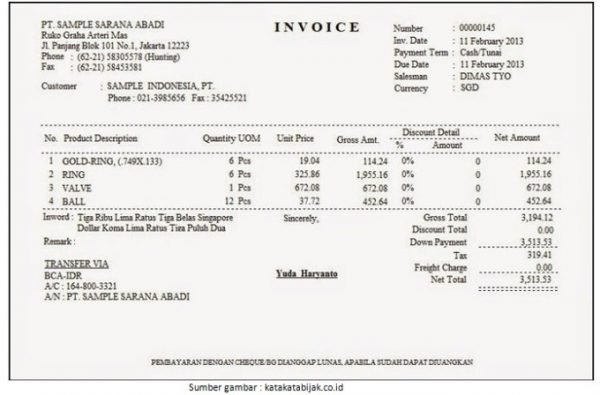 PT. SAMPLE SARANA ABADI
Ruko Graha Arteri Mas
Jl. Panjang Blok 101 No.1, Jakarta 12223
Phone : (62-21) 58305578 (Hunting)
Fax : (62-21) 58453581
Customer : SAMPLE INDONESIA, PT.
Phone : 021-3985656 Fax : 35425521
INVOICE
Number : 00000145
Inv. Date : 11 February 2013
Payment Term : Cash/Tunai
Due Date : 11 February 2013
Salesman : DIMAS TYO
Currency : SGD
No. Product Description Quantity UOM Unit Price Gross Amt. Discount Detail % Amount Net Amount
1 GOLD-RING, (.749X.133) 6 Pcs 19.04 114.24 0% 0 114.24
2 RING 6 Pcs 325.86 1,955.16 0% 0 1,955.16
3 VALVE 1 Pcs 672.08 672.08 0% 0 672.08
4 BALL 12 Pcs 37.72 452.64 0% 0 452.64
Inword : Tiga Ribu Lima Ratus Tiga Belas Singapore
Dollar Koma Lima Ratus Tiga Puluh Dua
Remark :
TRANSFER VIA
BCA-IDR
A/C : 164-800-3321
A/N : PT. SAMPLE SARANA ABADI
Sincerely,
Yuda Haryanto
Gross Total 3,194.12
Discount Total 0.00
Down Payment 3,513.53
Tax 319.41
Freight Charge 0.00
Net Total 3,513.53
PEMBAYARAN DENGAN CHEQUE/BG DIANGGAP LUNAS, APABILA SUDAH DAPAT DIUANGKAN
Sumber gambar : katakatabijak.co.id